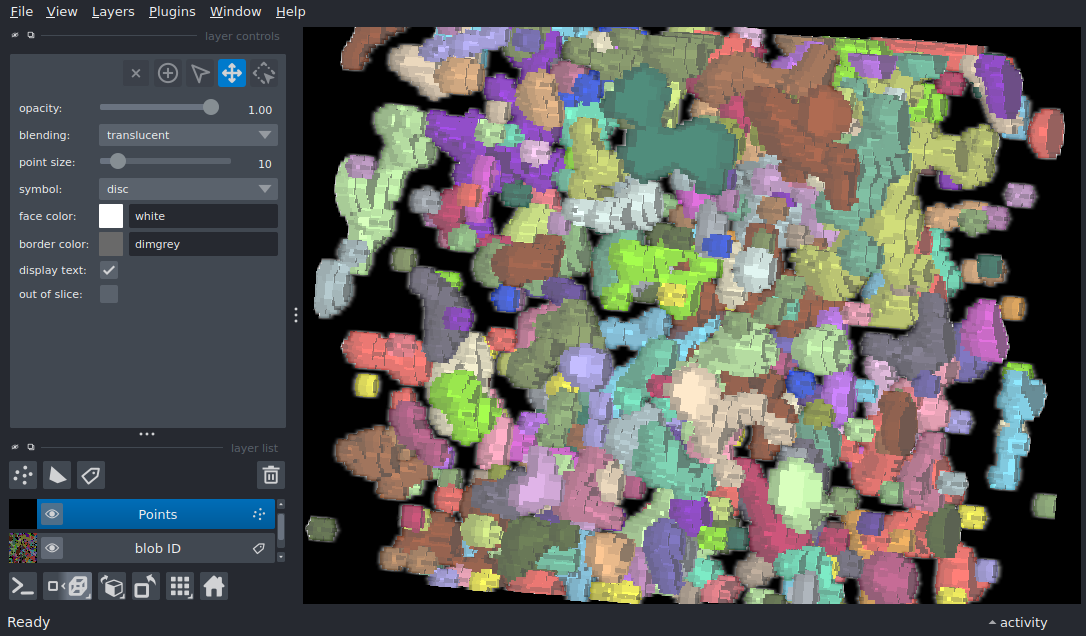 File View Layers Plugins Window Help
layer controls
opacity: 1.00
blending: translucent
point size: 10
symbol: disc
face color: white
border color: dimgrey
display text:
out of slice:
layer list
Points
blob ID
Ready activity